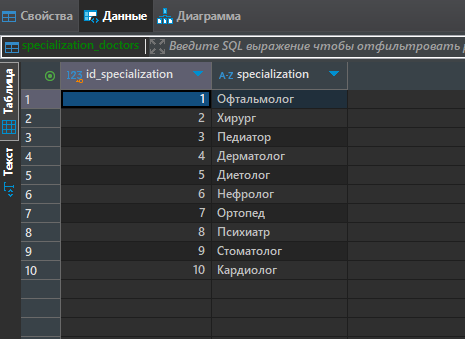 Свойства Данные Диаграмма
specialization_doctors Введите SQL выражение чтобы отфильтровать
Таблица
Текст
123 id_specialization A-Z specialization
1 1 Офтальмолог
2 2 Хирург
3 3 Педиатор
4 4 Дерматолог
5 5 Диетолог
6 6 Нефролог
7 7 Ортопед
8 8 Психиатр
9 9 Стоматолог
10 10 Кардиолог